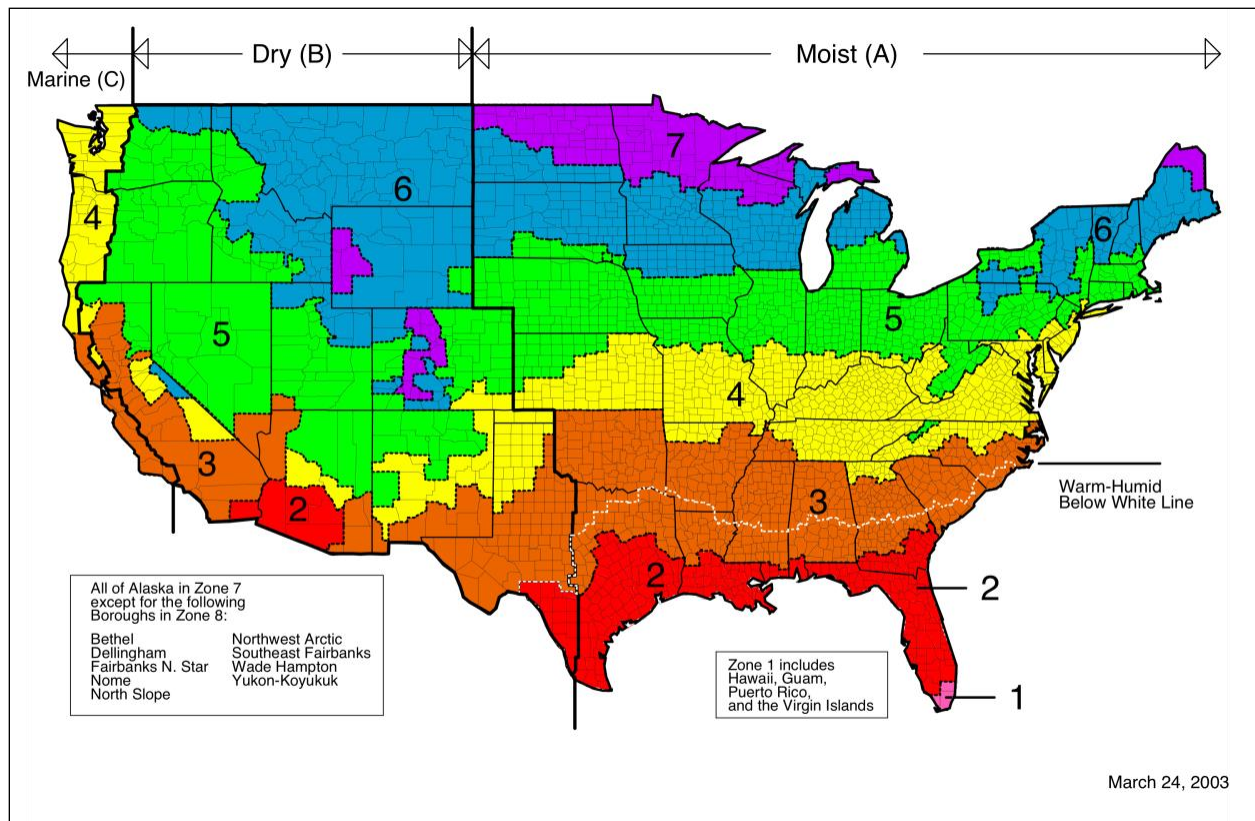 Marine (C)
Dry (B)
Moist (A)
7
6
4
6
5
5
4
3
3
2
2
2
1
Warm-Humid
Below White Line
All of Alaska in Zone 7
except for the following
Boroughs in Zone 8:
Bethel
Dellingham
Fairbanks N. Star
Nome
North Slope
Northwest Arctic
Southeast Fairbanks
Wade Hampton
Yukon-Koyukuk
Zone 1 includes
Hawaii, Guam,
Puerto Rico,
and the Virgin Islands
March 24, 2003